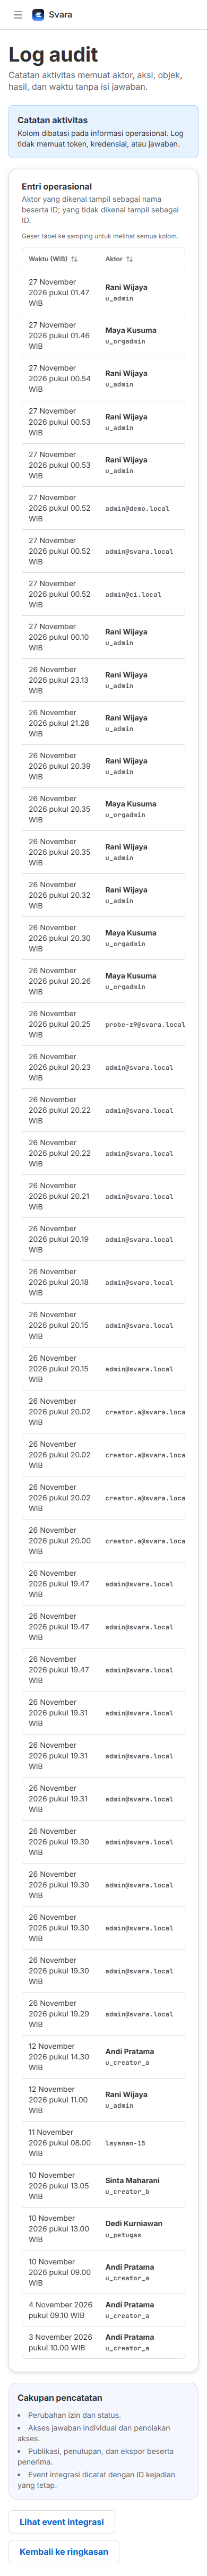 Svara
Log audit
Catatan aktivitas memuat aktor, aksi, objek,
hasil, dan waktu tanpa isi jawaban.
Catatan aktivitas
Kolom dibatasi pada informasi operasional. Log
tidak memuat token, kredensial, atau jawaban.
Entri operasional
Aktor yang dikenal tampil sebagai nama
beserta ID; yang tidak dikenal tampil sebagai
ID.
Geser tabel ke samping untuk melihat semua kolom.
Waktu (WIB) ↑↓ Aktor ↑↓
27 November
2026 pukul 01.47
WIB
Rani Wijaya
u_admin
27 November
2026 pukul 01.46
WIB
Maya Kusuma
u_orgadmin
27 November
2026 pukul 00.54
WIB
Rani Wijaya
u_admin
27 November
2026 pukul 00.53
WIB
Rani Wijaya
u_admin
27 November
2026 pukul 00.53
WIB
Rani Wijaya
u_admin
27 November
2026 pukul 00.52
WIB
admin@demo.local
27 November
2026 pukul 00.52
WIB
admin@svara.local
27 November
2026 pukul 00.52
WIB
admin@ci.local
27 November
2026 pukul 00.10
WIB
Rani Wijaya
u_admin
26 November
2026 pukul 23.13
WIB
Rani Wijaya
u_admin
26 November
2026 pukul 21.28
WIB
Rani Wijaya
u_admin
26 November
2026 pukul 20.39
WIB
Rani Wijaya
u_admin
26 November
2026 pukul 20.35
WIB
Maya Kusuma
u_orgadmin
26 November
2026 pukul 20.35
WIB
Rani Wijaya
u_admin
26 November
2026 pukul 20.32
WIB
Rani Wijaya
u_admin
26 November
2026 pukul 20.30
WIB
Maya Kusuma
u_orgadmin
26 November
2026 pukul 20.26
WIB
Maya Kusuma
u_orgadmin
26 November
2026 pukul 20.25
WIB
probe-z9@svara.local
26 November
2026 pukul 20.23
WIB
admin@svara.local
26 November
2026 pukul 20.22
WIB
admin@svara.local
26 November
2026 pukul 20.22
WIB
admin@svara.local
26 November
2026 pukul 20.21
WIB
admin@svara.local
26 November
2026 pukul 20.19
WIB
admin@svara.local
26 November
2026 pukul 20.18
WIB
admin@svara.local
26 November
2026 pukul 20.15
WIB
admin@svara.local
26 November
2026 pukul 20.15
WIB
admin@svara.local
26 November
2026 pukul 20.02
WIB
creator.a@svara.loca
26 November
2026 pukul 20.02
WIB
creator.a@svara.loca
26 November
2026 pukul 20.02
WIB
creator.a@svara.loca
26 November
2026 pukul 20.00
WIB
creator.a@svara.loca
26 November
2026 pukul 19.47
WIB
admin@svara.local
26 November
2026 pukul 19.47
WIB
admin@svara.local
26 November
2026 pukul 19.47
WIB
admin@svara.local
26 November
2026 pukul 19.31
WIB
admin@svara.local
26 November
2026 pukul 19.31
WIB
admin@svara.local
26 November
2026 pukul 19.31
WIB
admin@svara.local
26 November
2026 pukul 19.30
WIB
admin@svara.local
26 November
2026 pukul 19.30
WIB
admin@svara.local
26 November
2026 pukul 19.30
WIB
admin@svara.local
26 November
2026 pukul 19.30
WIB
admin@svara.local
26 November
2026 pukul 19.29
WIB
admin@svara.local
12 November
2026 pukul 14.30
WIB
Andi Pratama
u_creator_a
12 November
2026 pukul 11.00
WIB
Rani Wijaya
u_admin
11 November
2026 pukul 08.00
WIB
layanan-15
10 November
2026 pukul 13.05
WIB
Sinta Maharani
u_creator_b
10 November
2026 pukul 13.00
WIB
Dedi Kurniawan
u_petugas
10 November
2026 pukul 09.00
WIB
Andi Pratama
u_creator_a
4 November 2026
pukul 09.10 WIB
Andi Pratama
u_creator_a
3 November 2026
pukul 10.00 WIB
Andi Pratama
u_creator_a
Cakupan pencatatan
• Perubahan izin dan status.
• Akses jawaban individual dan penolakan
akses.
• Publikasi, penutupan, dan ekspor beserta
penerima.
• Event integrasi dicatat dengan ID kejadian
yang tetap.
Lihat event integrasi
Kembali ke ringkasan